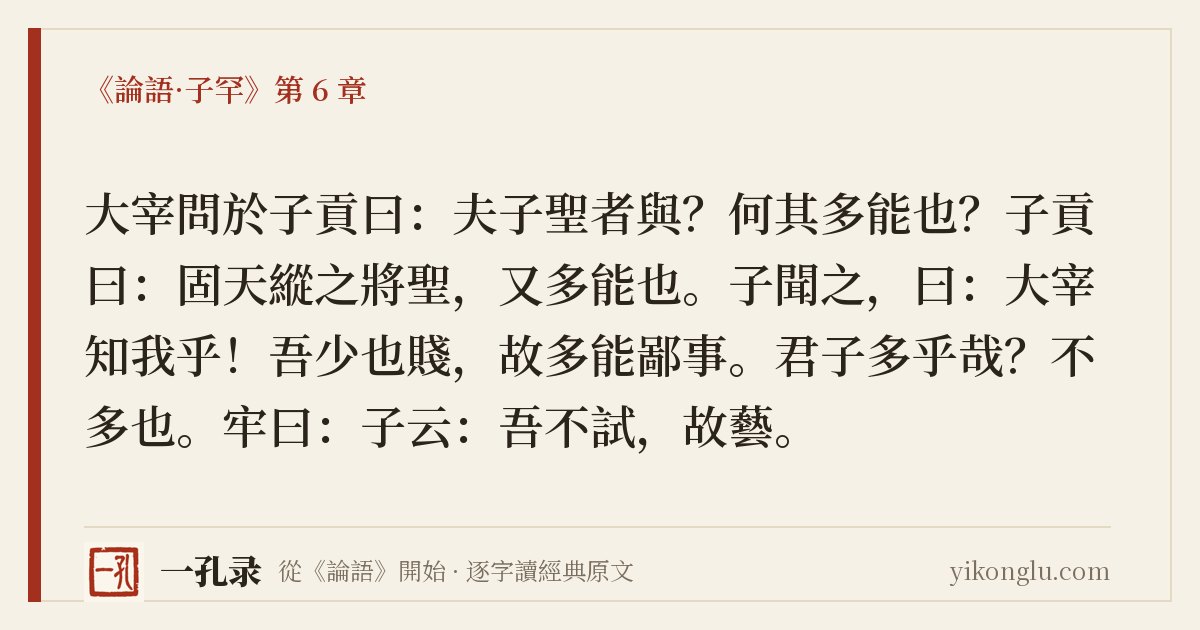 《論語·子罕》第 6 章
大宰問於子貢曰：夫子聖者與？何其多能也？子貢
曰：固天縱之將聖，又多能也。子聞之，曰：大宰
知我乎！吾少也賤，故多能鄙事。君子多乎哉？不
多也。牢曰：子云：吾不試，故藝。
一孔
一孔录 從《論語》開始 · 逐字讀經典原文 yikonglu.com